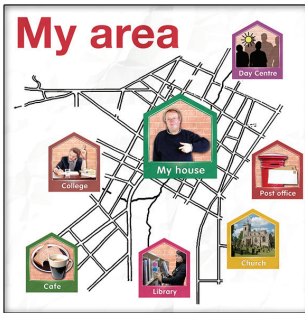 My area
Day Centre
My house
College
Post office
Church
Cafe
Library